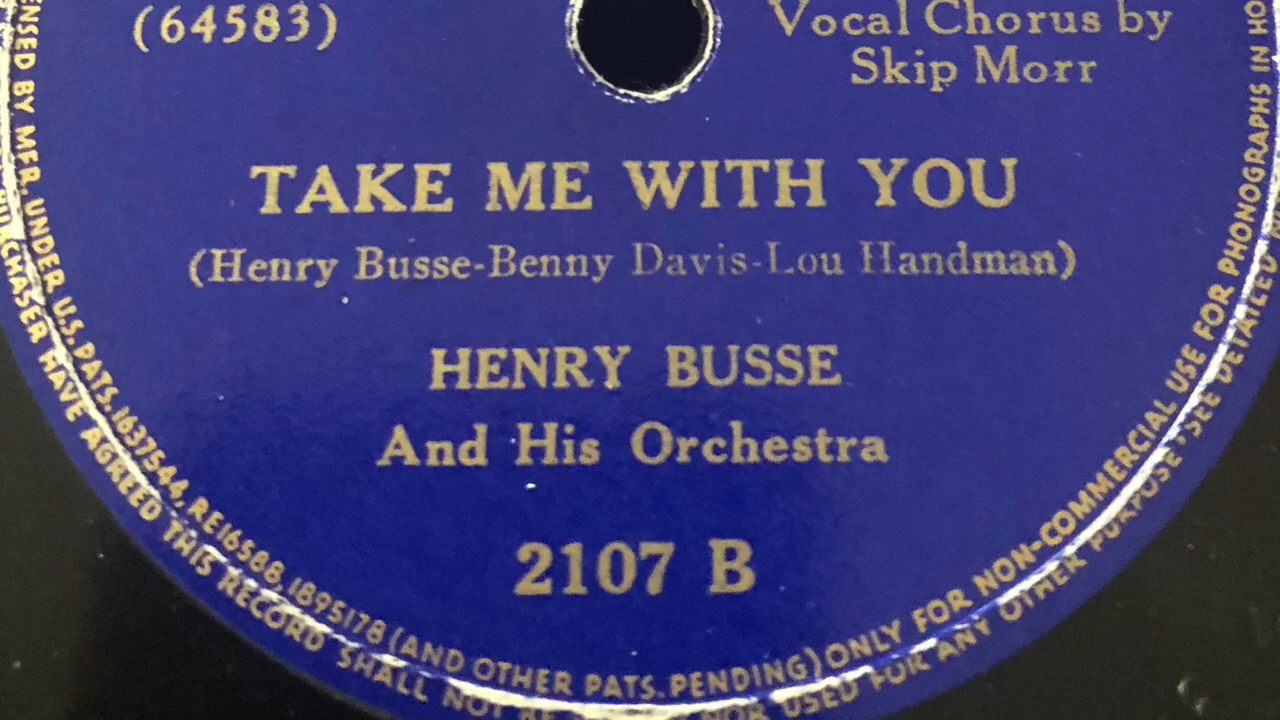 (64583)
Vocal Chorus by
Skip Morr
TAKE ME WITH YOU
(Henry Busse-Benny Davis-Lou Handman)
HENRY BUSSE
And His Orchestra
2107 B
BY MFR. UNDER U.S. PATS. 1637544, RE16588, 1895178 (AND OTHER PATS. PENDING) ONLY FOR NON-COMMERCIAL USE FOR PHONOGRAPHS IN
PURCHASER HAVE AGREED THIS RECORD SHALL NOT BE NOR USED FOR ANY OTHER PURPOSE · SEE DETAILED